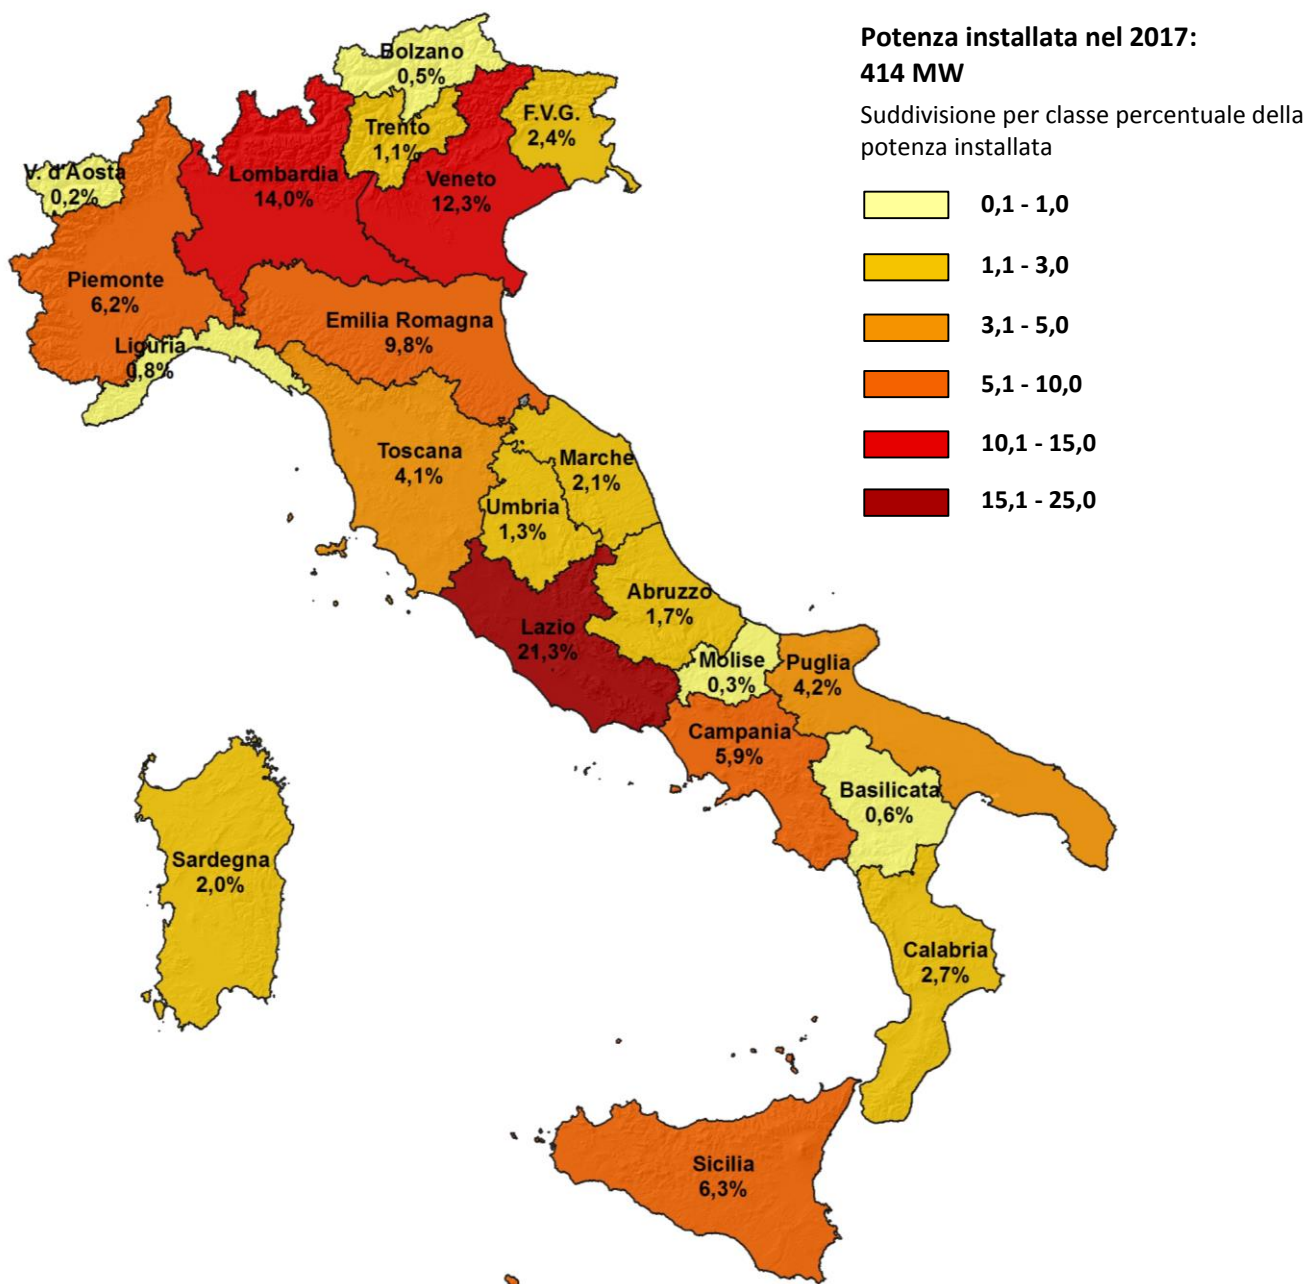 Potenza installata nel 2017:
414 MW
Suddivisione per classe percentuale della
potenza installata
0,1 - 1,0
1,1 - 3,0
3,1 - 5,0
5,1 - 10,0
10,1 - 15,0
15,1 - 25,0
Bolzano
0,5%
Trento
1,1%
F.V.G.
2,4%
V. d'Aosta
0,2%
Lombardia
14,0%
Veneto
12,3%
Piemonte
6,2%
Emilia Romagna
9,8%
Liguria
0,8%
Toscana
4,1%
Marche
2,1%
Umbria
1,3%
Abruzzo
1,7%
Lazio
21,3%
Molise
0,3%
Puglia
4,2%
Campania
5,9%
Basilicata
0,6%
Sardegna
2,0%
Calabria
2,7%
Sicilia
6,3%